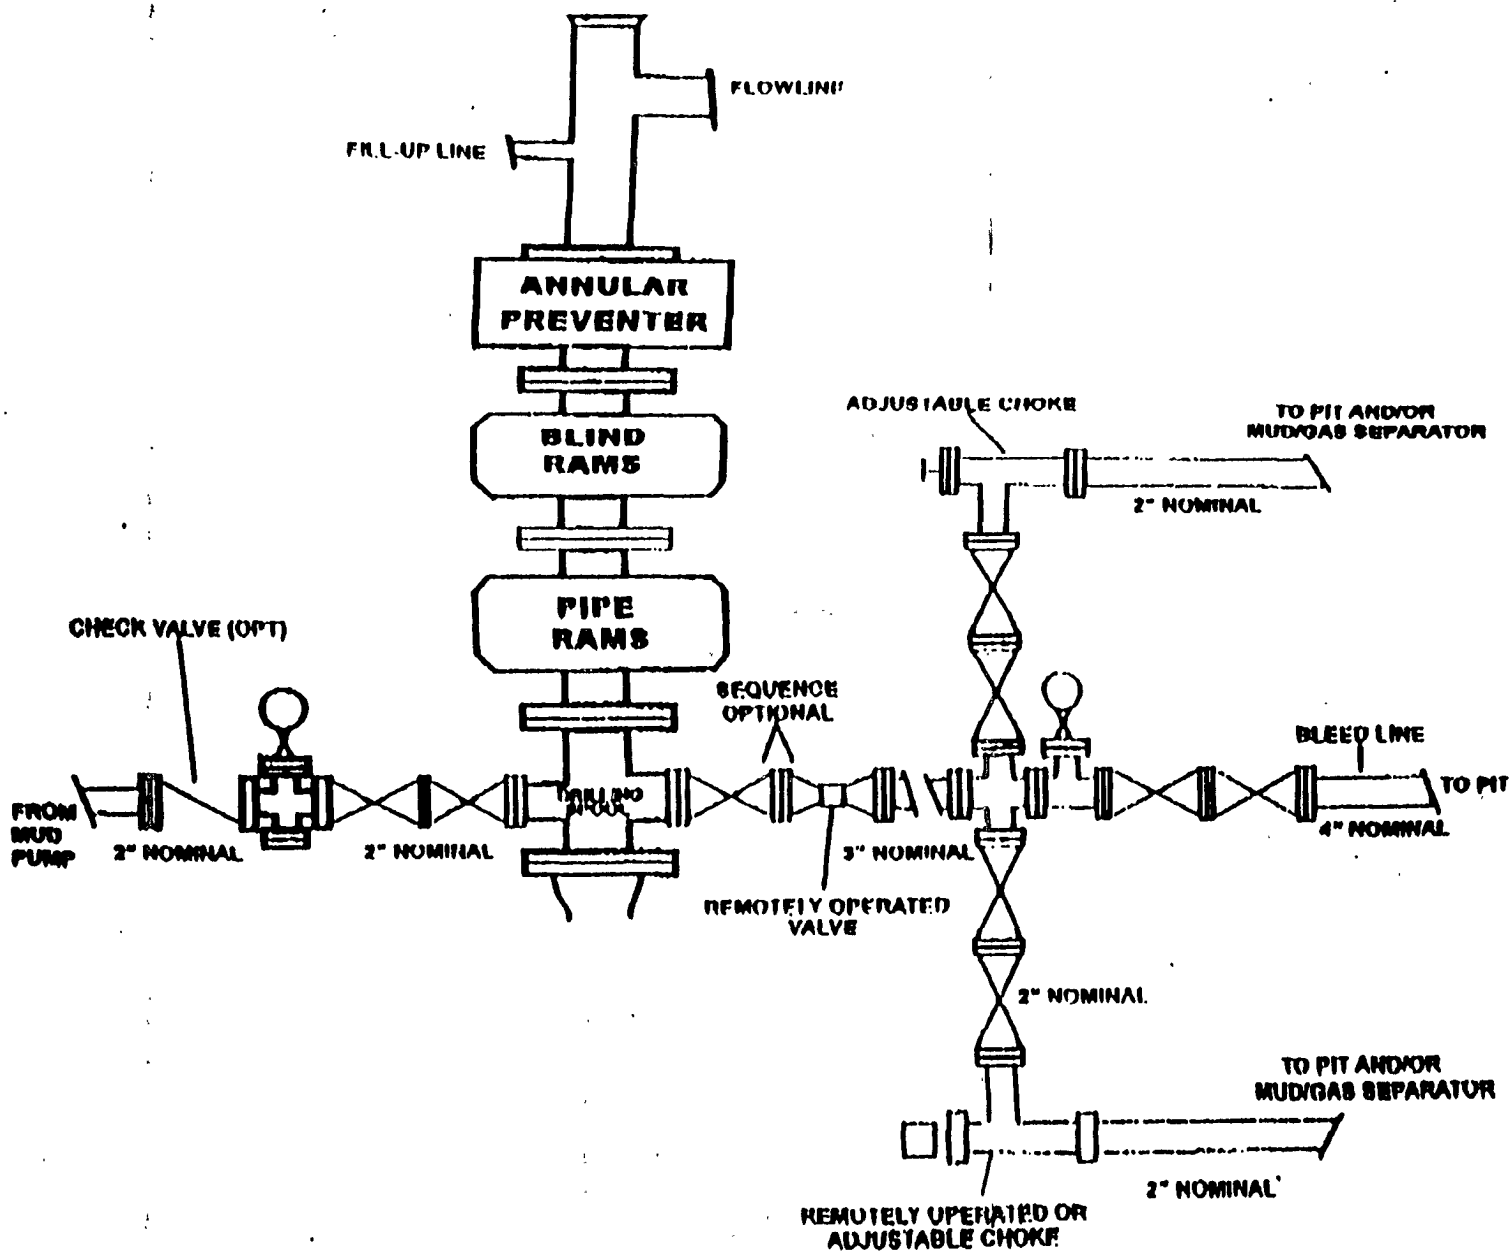 FLOWLINE
FILL-UP LINE
ANNULAR
PREVENTER
BLIND
RAMS
PIPE
RAMS
ADJUSTABLE CHOKE
TO PIT AND/OR
MUD/GAS SEPARATOR
2" NOMINAL
CHECK VALVE (OPT)
SEQUENCE
OPTIONAL
BLEED LINE
TO PIT
4" NOMINAL
FROM
MUD
PUMP
2" NOMINAL
2" NOMINAL
DRILLING
3" NOMINAL
REMOTELY OPERATED
VALVE
2" NOMINAL
TO PIT AND/OR
MUD/GAS SEPARATOR
2" NOMINAL
REMOTELY OPERATED OR
ADJUSTABLE CHOKE